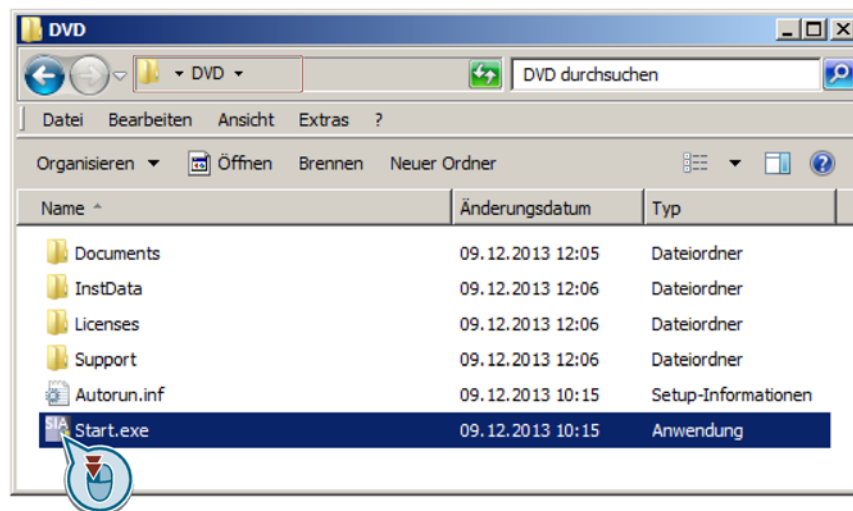 DVD
DVD
DVD durchsuchen
Datei Bearbeiten Ansicht Extras ?
Organisieren Öffnen Brennen Neuer Ordner ?
Name Änderungsdatum Typ
Documents 09.12.2013 12:05 Dateiordner
InstData 09.12.2013 12:06 Dateiordner
Licenses 09.12.2013 12:06 Dateiordner
Support 09.12.2013 12:06 Dateiordner
Autorun.inf 09.12.2013 10:15 Setup-Informationen
SIA Start.exe 09.12.2013 10:15 Anwendung